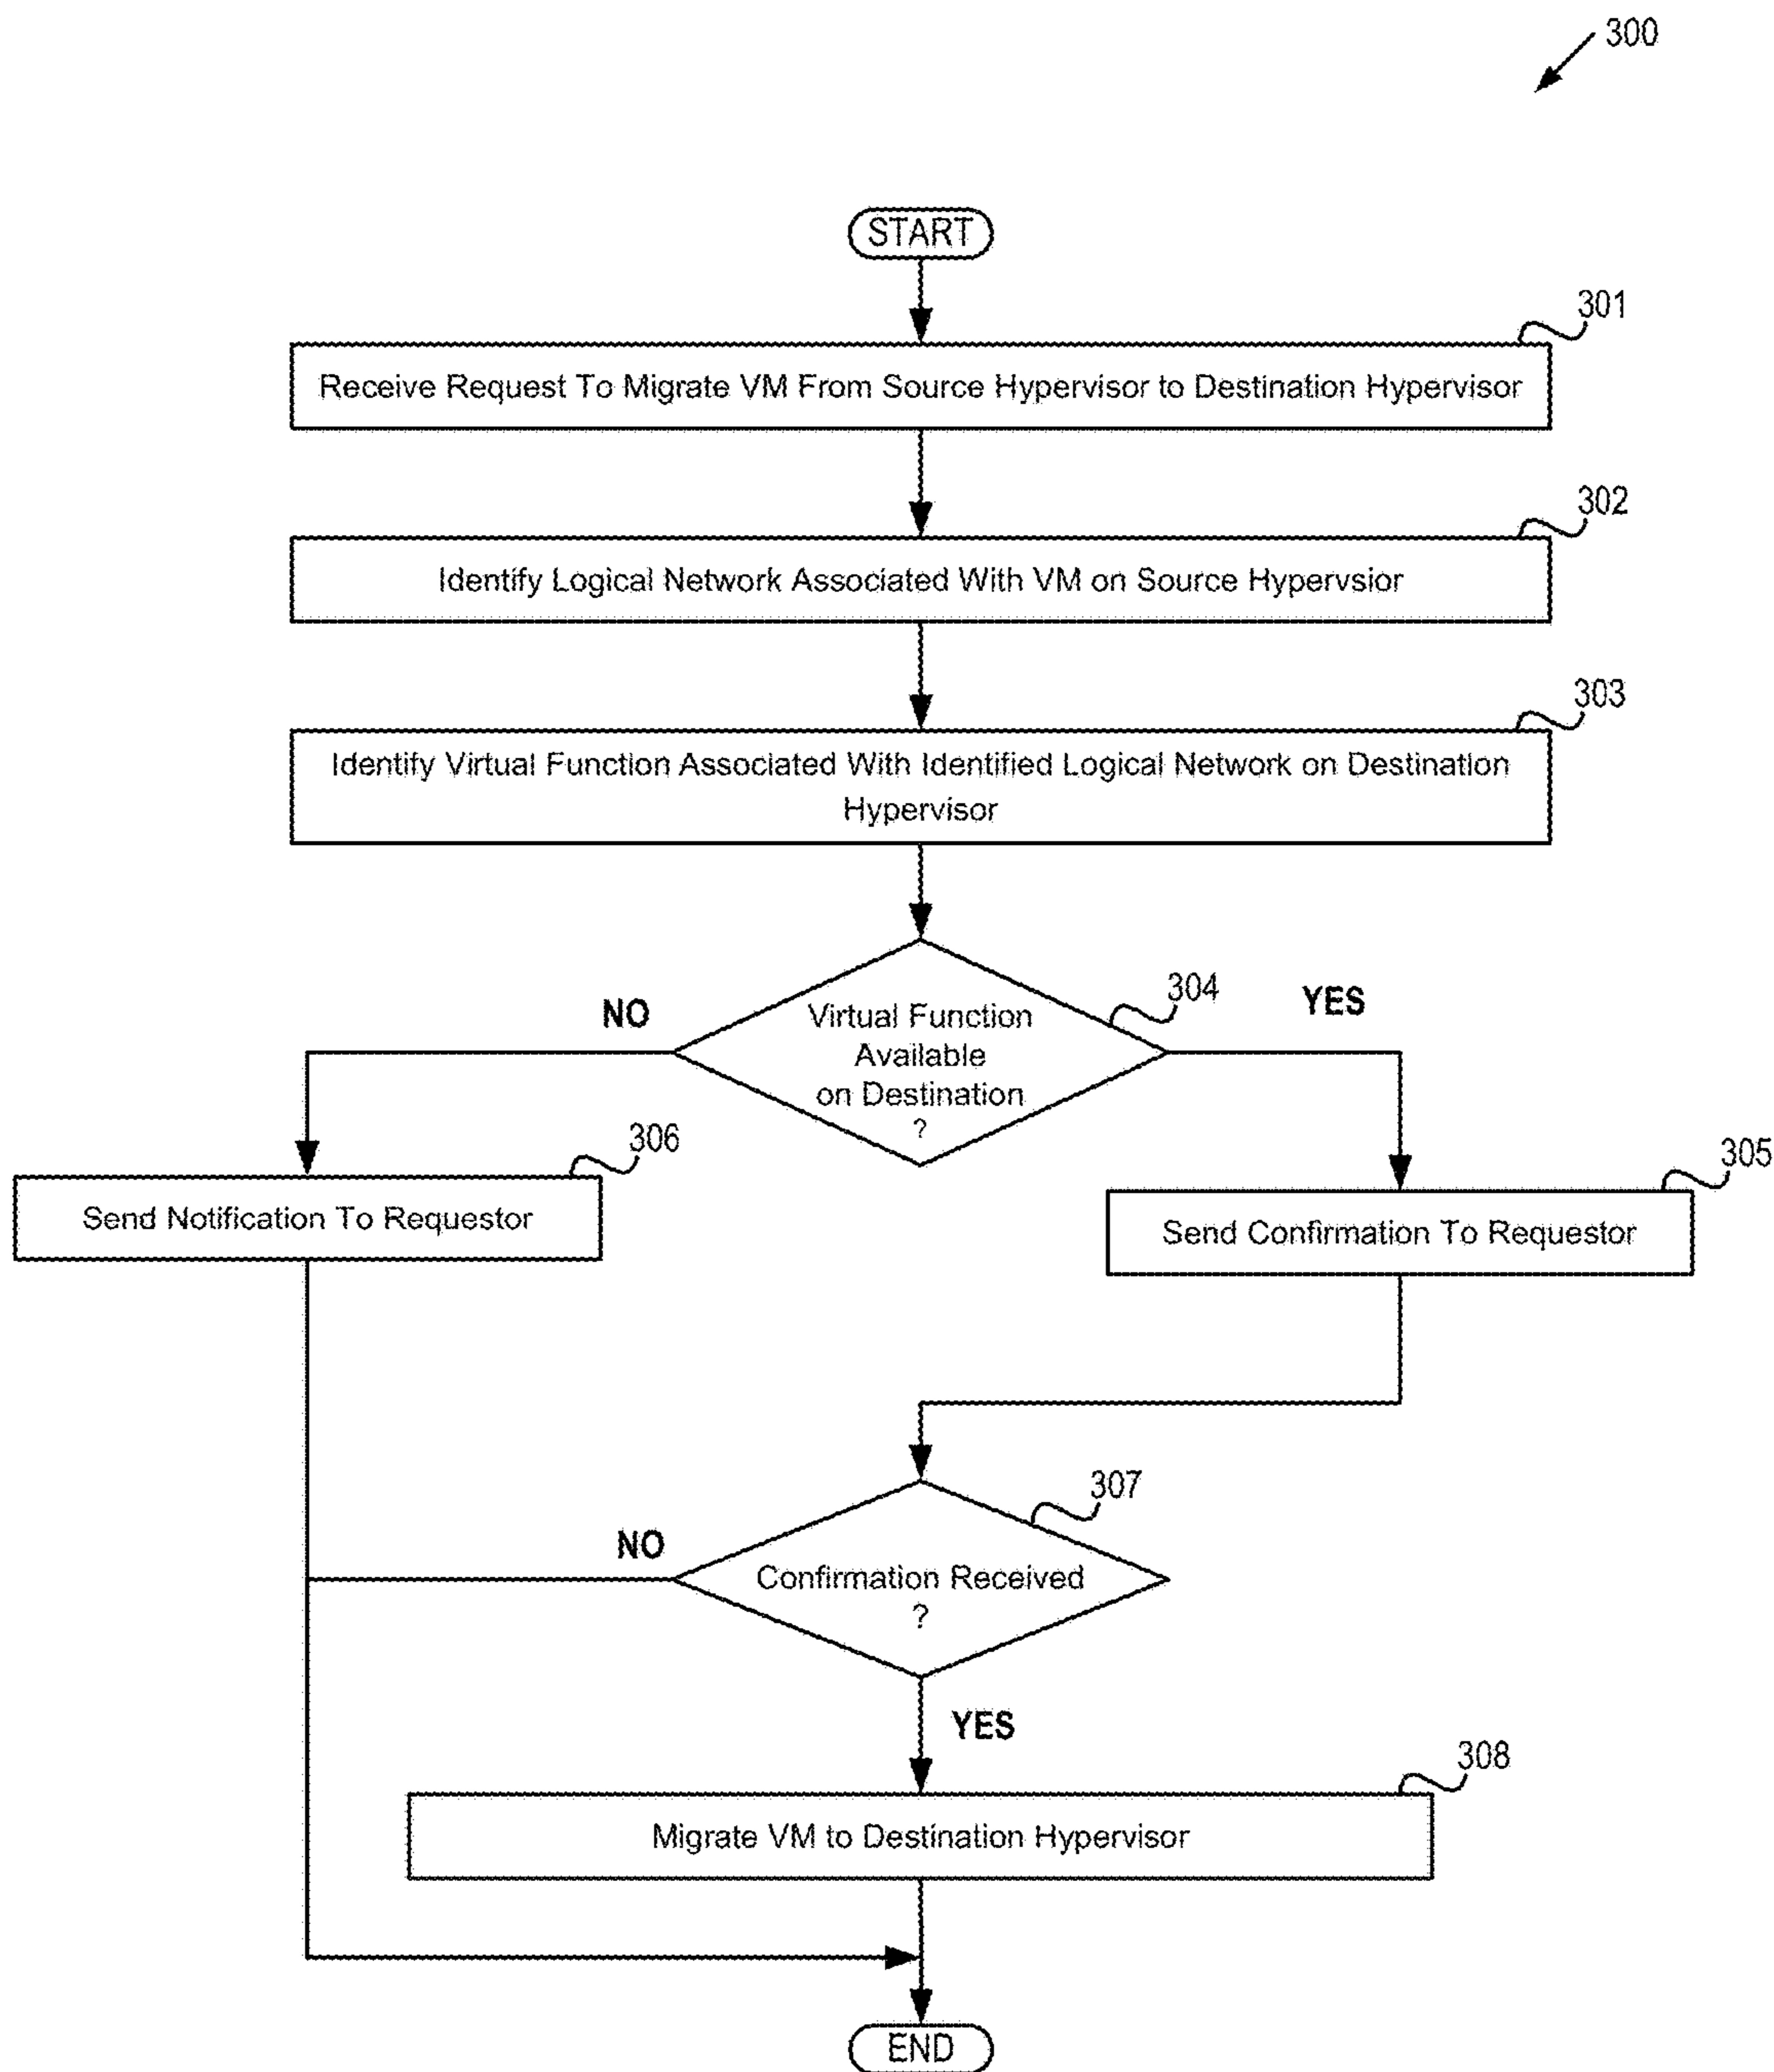 300
START
301
Receive Request To Migrate VM From Source Hypervisor to Destination Hypervisor
302
Identify Logical Network Associated With VM on Source Hypervsior
303
Identify Virtual Function Associated With Identified Logical Network on Destination
Hypervisor
304
NO
YES
Virtual Function
Available
on Destination
?
306
Send Notification To Requestor
305
Send Confirmation To Requestor
307
NO
Confirmation Received
?
YES
308
Migrate VM to Destination Hypervisor
END